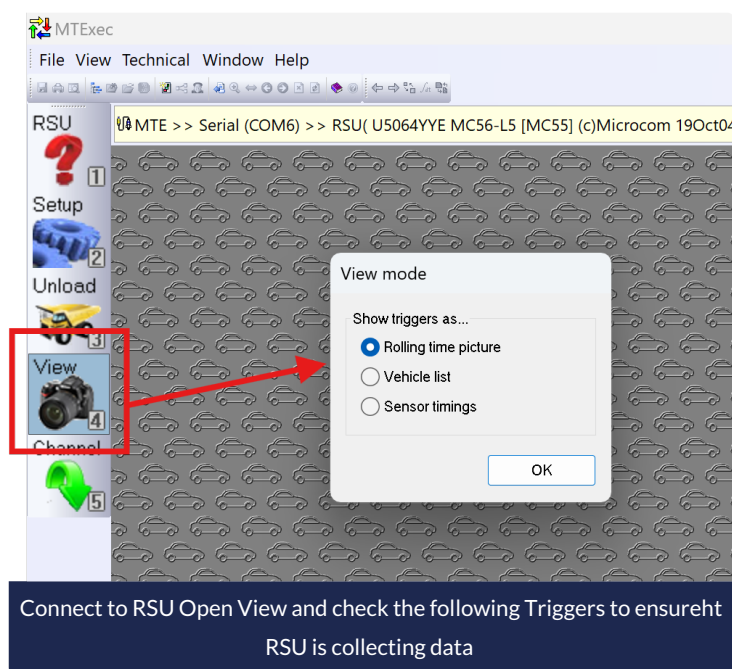 MTExec
File View Technical Window Help
RSU
MTE >> Serial (COM6) >> RSU( U5064YYE MC56-L5 [MC55] (c)Microcom 19Oct04
1
Setup
2
Unload
3
View
4
Channel
5
View mode
Show triggers as...
Rolling time picture
Vehicle list
Sensor timings
OK
Connect to RSU Open View and check the following Triggers to ensureht
RSU is collecting data